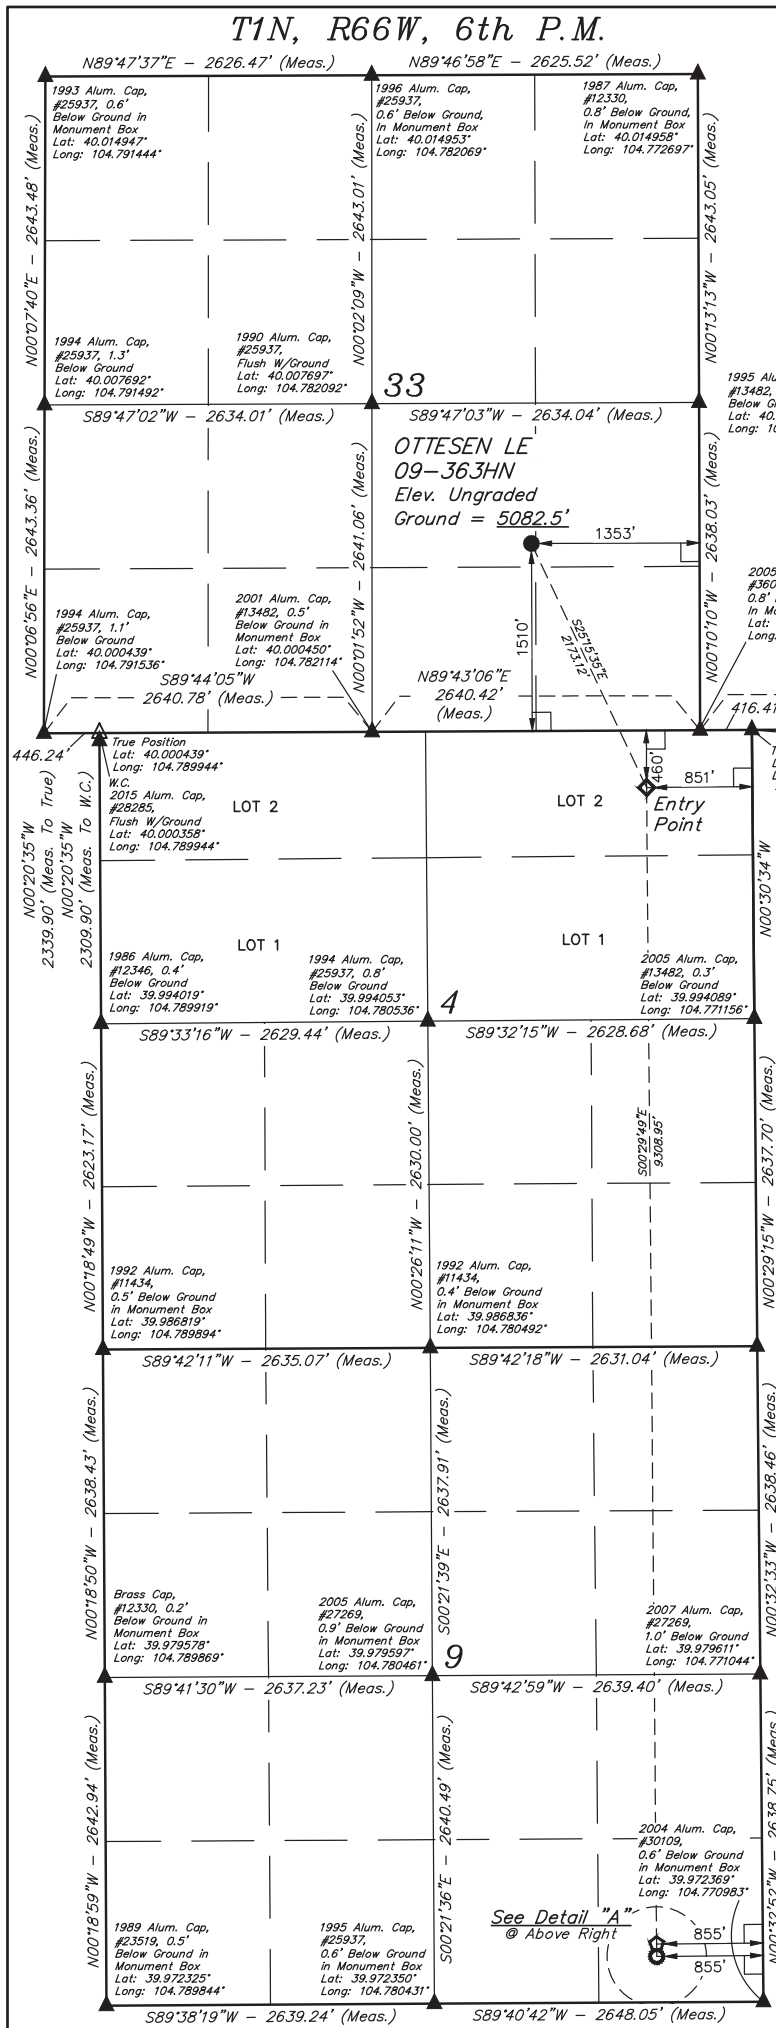 T1N, R66W, 6th P.M.
N89°47'37"E - 2626.47' (Meas.)
N89°46'58"E - 2625.52' (Meas.)
1993 Alum. Cap,
#25937, 0.6'
Below Ground in
Monument Box
Lat: 40.014947°
Long: 104.791444°
1996 Alum. Cap,
#25937,
0.6' Below Ground,
In Monument Box
Lat: 40.014953°
Long: 104.782069°
1987 Alum. Cap,
#12330,
0.8' Below Ground,
In Monument Box
Lat: 40.014958°
Long: 104.772697°
N00°07'40"E - 2643.48' (Meas.)
N00°02'09"W - 2643.01' (Meas.)
N00°13'13"W - 2643.05' (Meas.)
1994 Alum. Cap,
#25937, 1.3'
Below Ground
Lat: 40.007692°
Long: 104.791492°
1990 Alum. Cap,
#25937,
Flush W/Ground
Lat: 40.007697°
Long: 104.782092°
33
1995 Alu
#13482,
Below G
Lat: 40.
Long: 10
S89°47'02"W - 2634.01' (Meas.)
S89°47'03"W - 2634.04' (Meas.)
OTTESEN LE
09-363HN
Elev. Ungraded
Ground = 5082.5'
1353'
1510'
S25°15'35"E
2173.12'
N00°06'56"E - 2643.36' (Meas.)
N00°01'52"W - 2641.06' (Meas.)
N00°10'10"W - 2638.03' (Meas.)
1994 Alum. Cap,
#25937, 1.1'
Below Ground
Lat: 40.000439°
Long: 104.791536°
2001 Alum. Cap,
#13482, 0.5'
Below Ground in
Monument Box
Lat: 40.000450°
Long: 104.782114°
2005
#360
0.8'
In Mo
Lat:
Long:
S89°44'05"W
2640.78' (Meas.)
N89°43'06"E
2640.42'
(Meas.)
416.41
446.24'
True Position
Lat: 40.000439°
Long: 104.789944°
W.C.
2015 Alum. Cap,
#28285,
Flush W/Ground
Lat: 40.000358°
Long: 104.789944°
460'
851'
Entry
Point
LOT 2
LOT 2
N00°20'35"W
2339.90' (Meas. To True)
N00°20'35"W
2309.90' (Meas. To W.C.)
N00°30'34"W
LOT 1
LOT 1
1986 Alum. Cap,
#12346, 0.4'
Below Ground
Lat: 39.994019°
Long: 104.789919°
1994 Alum. Cap,
#25937, 0.8'
Below Ground
Lat: 39.994053°
Long: 104.780536°
2005 Alum. Cap,
#13482, 0.3'
Below Ground
Lat: 39.994089°
Long: 104.771156°
4
S89°33'16"W - 2629.44' (Meas.)
S89°32'15"W - 2628.68' (Meas.)
N00°18'49"W - 2623.17' (Meas.)
N00°26'11"W - 2630.00' (Meas.)
S00°29'49"E
9308.95'
N00°29'15"W - 2637.70' (Meas.)
1992 Alum. Cap,
#11434,
0.5' Below Ground
in Monument Box
Lat: 39.986819°
Long: 104.789894°
1992 Alum. Cap,
#11434,
0.4' Below Ground
in Monument Box
Lat: 39.986836°
Long: 104.780492°
S89°42'11"W - 2635.07' (Meas.)
S89°42'18"W - 2631.04' (Meas.)
N00°18'50"W - 2638.43' (Meas.)
S00°21'39"E - 2637.91' (Meas.)
N00°32'33"W - 2638.46' (Meas.)
Brass Cap,
#12330, 0.2'
Below Ground in
Monument Box
Lat: 39.979578°
Long: 104.789869°
2005 Alum. Cap,
#27269,
0.9' Below Ground
in Monument Box
Lat: 39.979597°
Long: 104.780461°
2007 Alum. Cap,
#27269,
1.0' Below Ground
Lat: 39.979611°
Long: 104.771044°
9
S89°41'30"W - 2637.23' (Meas.)
S89°42'59"W - 2639.40' (Meas.)
N00°18'59"W - 2642.94' (Meas.)
S00°21'36"E - 2640.49' (Meas.)
N00°32'52"W - 2638.75' (Meas.)
2004 Alum. Cap,
#30109,
0.6' Below Ground
in Monument Box
Lat: 39.972369°
Long: 104.770983°
See Detail "A"
@ Above Right
855'
855'
1989 Alum. Cap,
#23519, 0.5'
Below Ground in
Monument Box
Lat: 39.972325°
Long: 104.789844°
1995 Alum. Cap,
#25937,
0.6' Below Ground
in Monument Box
Lat: 39.972350°
Long: 104.780431°
S89°38'19"W - 2639.24' (Meas.)
S89°40'42"W - 2648.05' (Meas.)